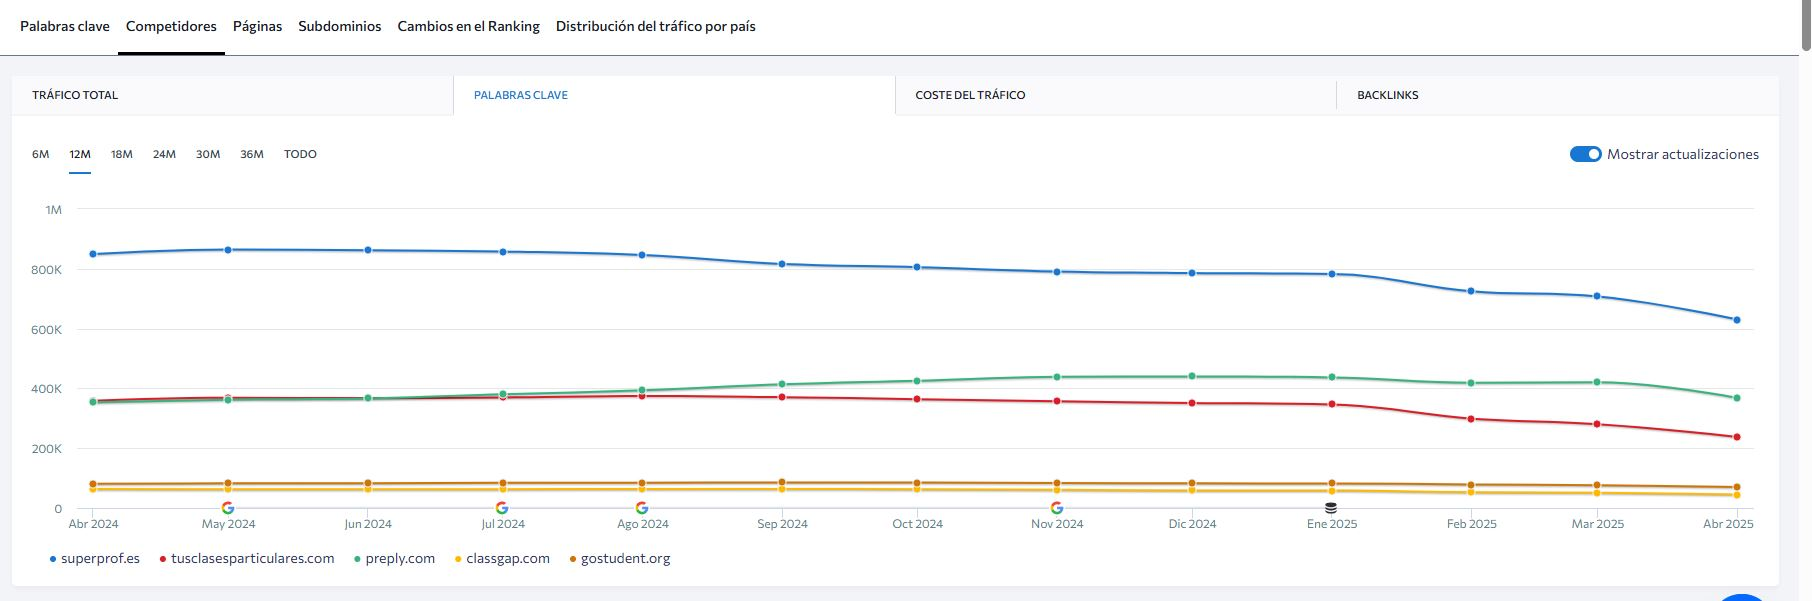 Palabras clave Competidores Páginas Subdominios Cambios en el Ranking Distribución del tráfico por país
TRÁFICO TOTAL PALABRAS CLAVE COSTE DEL TRÁFICO BACKLINKS
6M 12M 18M 24M 30M 36M TODO Mostrar actualizaciones
1M
800K
600K
400K
200K
0
Abr 2024 May 2024 Jun 2024 Jul 2024 Ago 2024 Sep 2024 Oct 2024 Nov 2024 Dic 2024 Ene 2025 Feb 2025 Mar 2025 Abr 2025
superprof.es tusclasesparticulares.com preply.com classgap.com gostudent.org